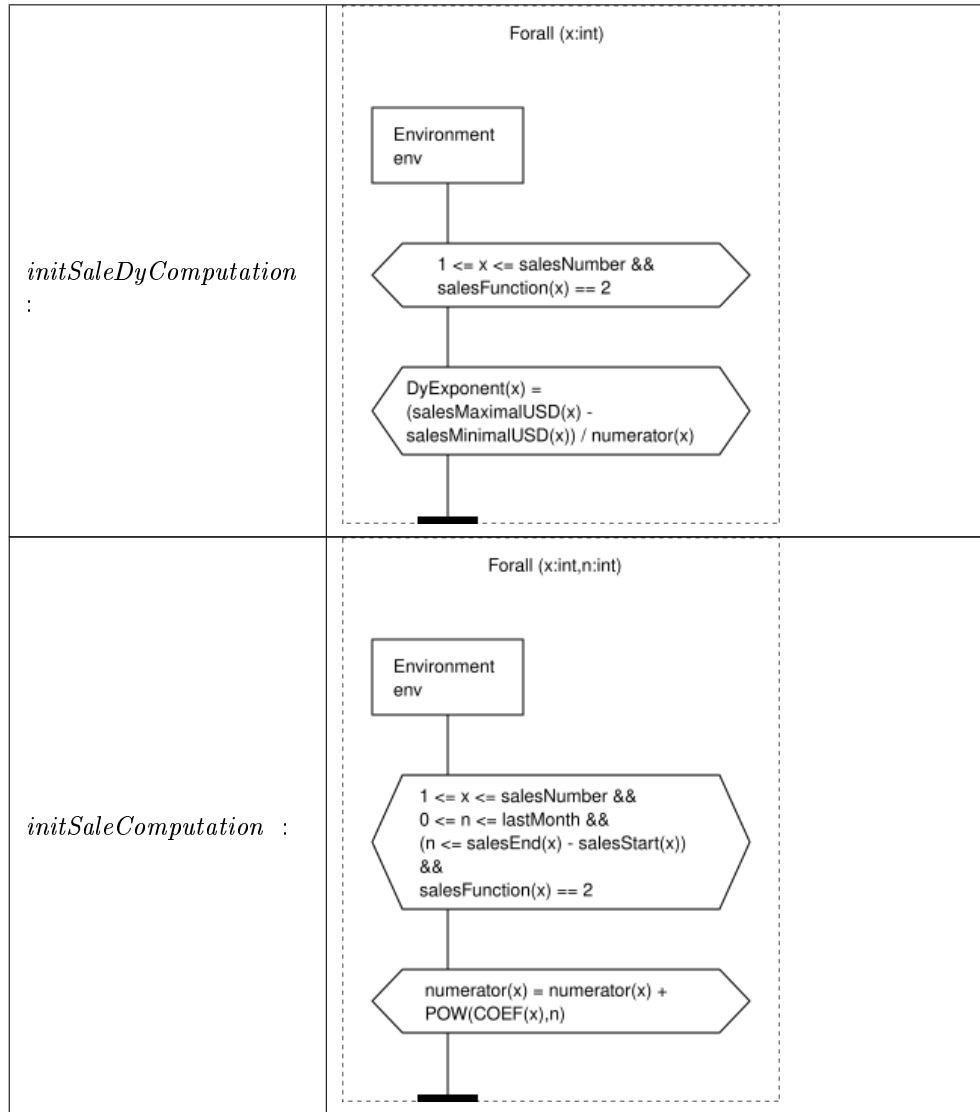 initSaleDyComputation
:
Forall (x:int)
Environment
env
1 <= x <= salesNumber &&
salesFunction(x) == 2
DyExponent(x) =
(salesMaximalUSD(x) -
salesMinimalUSD(x)) / numerator(x)
initSaleComputation :
Forall (x:int,n:int)
Environment
env
1 <= x <= salesNumber &&
0 <= n <= lastMonth &&
(n <= salesEnd(x) - salesStart(x))
&&
salesFunction(x) == 2
numerator(x) = numerator(x) +
POW(COEF(x),n)